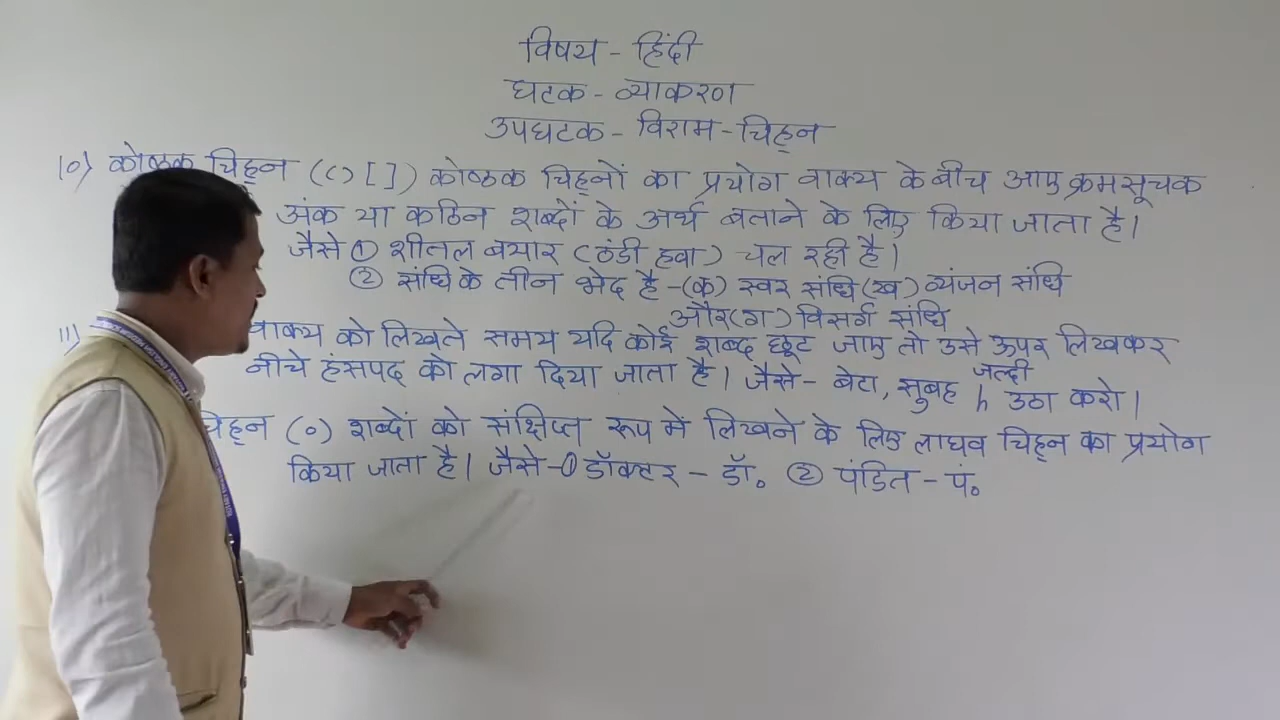 विषय - हिंदी
घटक - व्याकरण
उपघटक - विराम - चिह्न
10) कोष्ठक चिह्न ( ( ) [ ] ) कोष्ठक चिह्नों का प्रयोग वाक्य के बीच आए क्रमसूचक
अंक या कठिन शब्दों के अर्थ बताने के लिए किया जाता है।
जैसे ① शीतल बयार (ठंडी हवा) चल रही है।
② संधि के तीन भेद है - (क) स्वर संधि (ख) व्यंजन संधि
और (ग) विसर्ग संधि
11) वाक्य को लिखते समय यदि कोई शब्द छूट जाए तो उसे ऊपर लिखकर
जल्दी
नीचे हंसपद को लगा दिया जाता है। जैसे - बेटा, सुबह h उठा करो।
चिह्न (०) शब्दों को संक्षिप्त रूप में लिखने के लिए लाघव चिह्न का प्रयोग
किया जाता है। जैसे - ① डॉक्टर - डॉ० ② पंडित - पं०